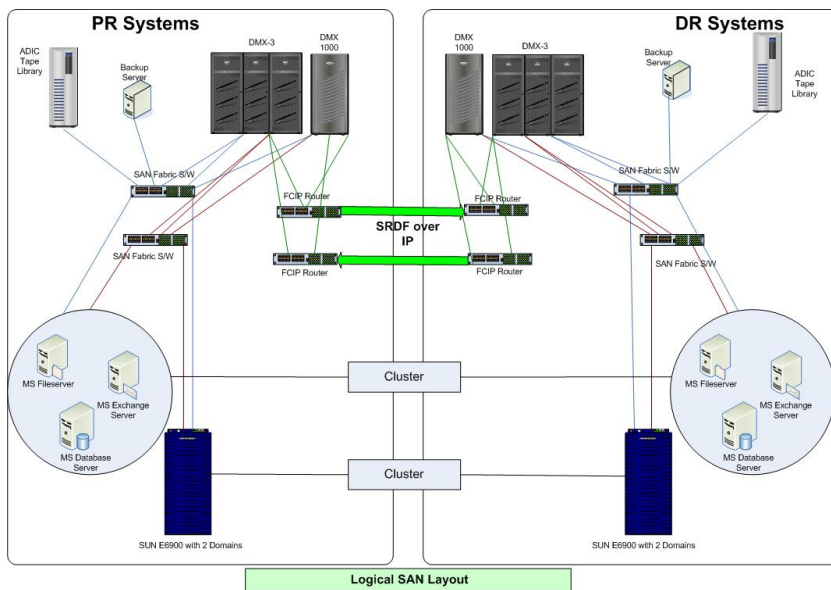 PR Systems
ADIC
Tape
Library
Backup
Server
DMX-3
DMX
1000
SAN Fabric S/W
FCIP Router
SAN Fabric S/W
FCIP Router
MS Fileserver
MS Exchange
Server
MS Database
Server
SUN E6900 with 2 Domains
SRDF over
IP
Cluster
Cluster
DR Systems
DMX
1000
DMX-3
Backup
Server
ADIC
Tape
Library
SAN Fabric S/W
FCIP Router
SAN Fabric S/W
FCIP Router
MS Fileserver
MS Exchange
Server
MS Database
Server
SUN E6900 with 2 Domains
Logical SAN Layout